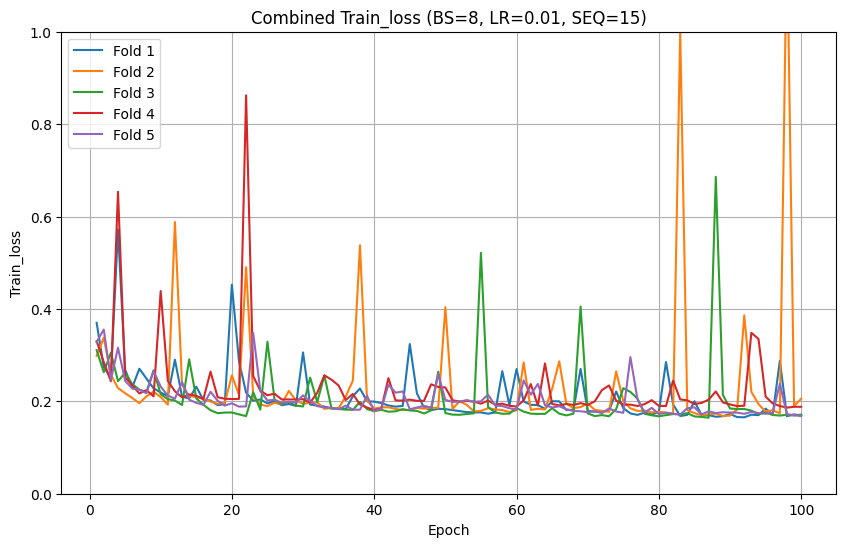 Combined Train_loss (BS=8, LR=0.01, SEQ=15)
Fold 1
Fold 2
Fold 3
Fold 4
Fold 5
Train_loss
1.0
0.8
0.6
0.4
0.2
0.0
0 20 40 60 80 100
Epoch